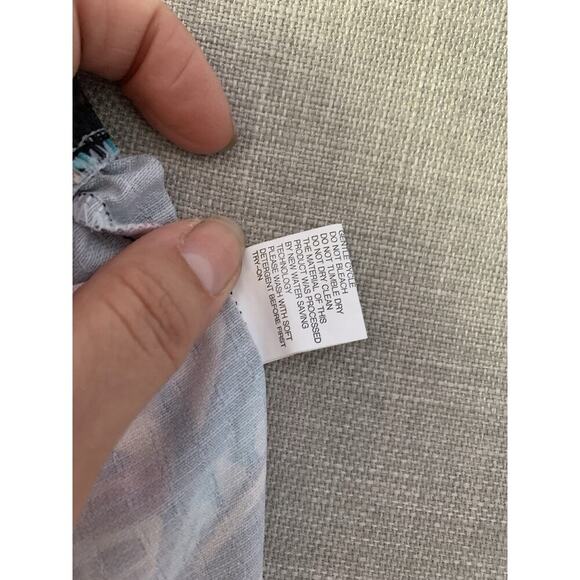 GENTLE CYCLE
DO NOT BLEACH
DO NOT TUMBLE DRY
DO NOT DRY CLEAN
THE MATERIAL OF THIS
PRODUCT WAS PROCESSED
BY NEW WATER SAVING
TECHNOLOGY
PLEASE WASH WITH SOFT
DETERGENT BEFORE FIRST
TRY-ON